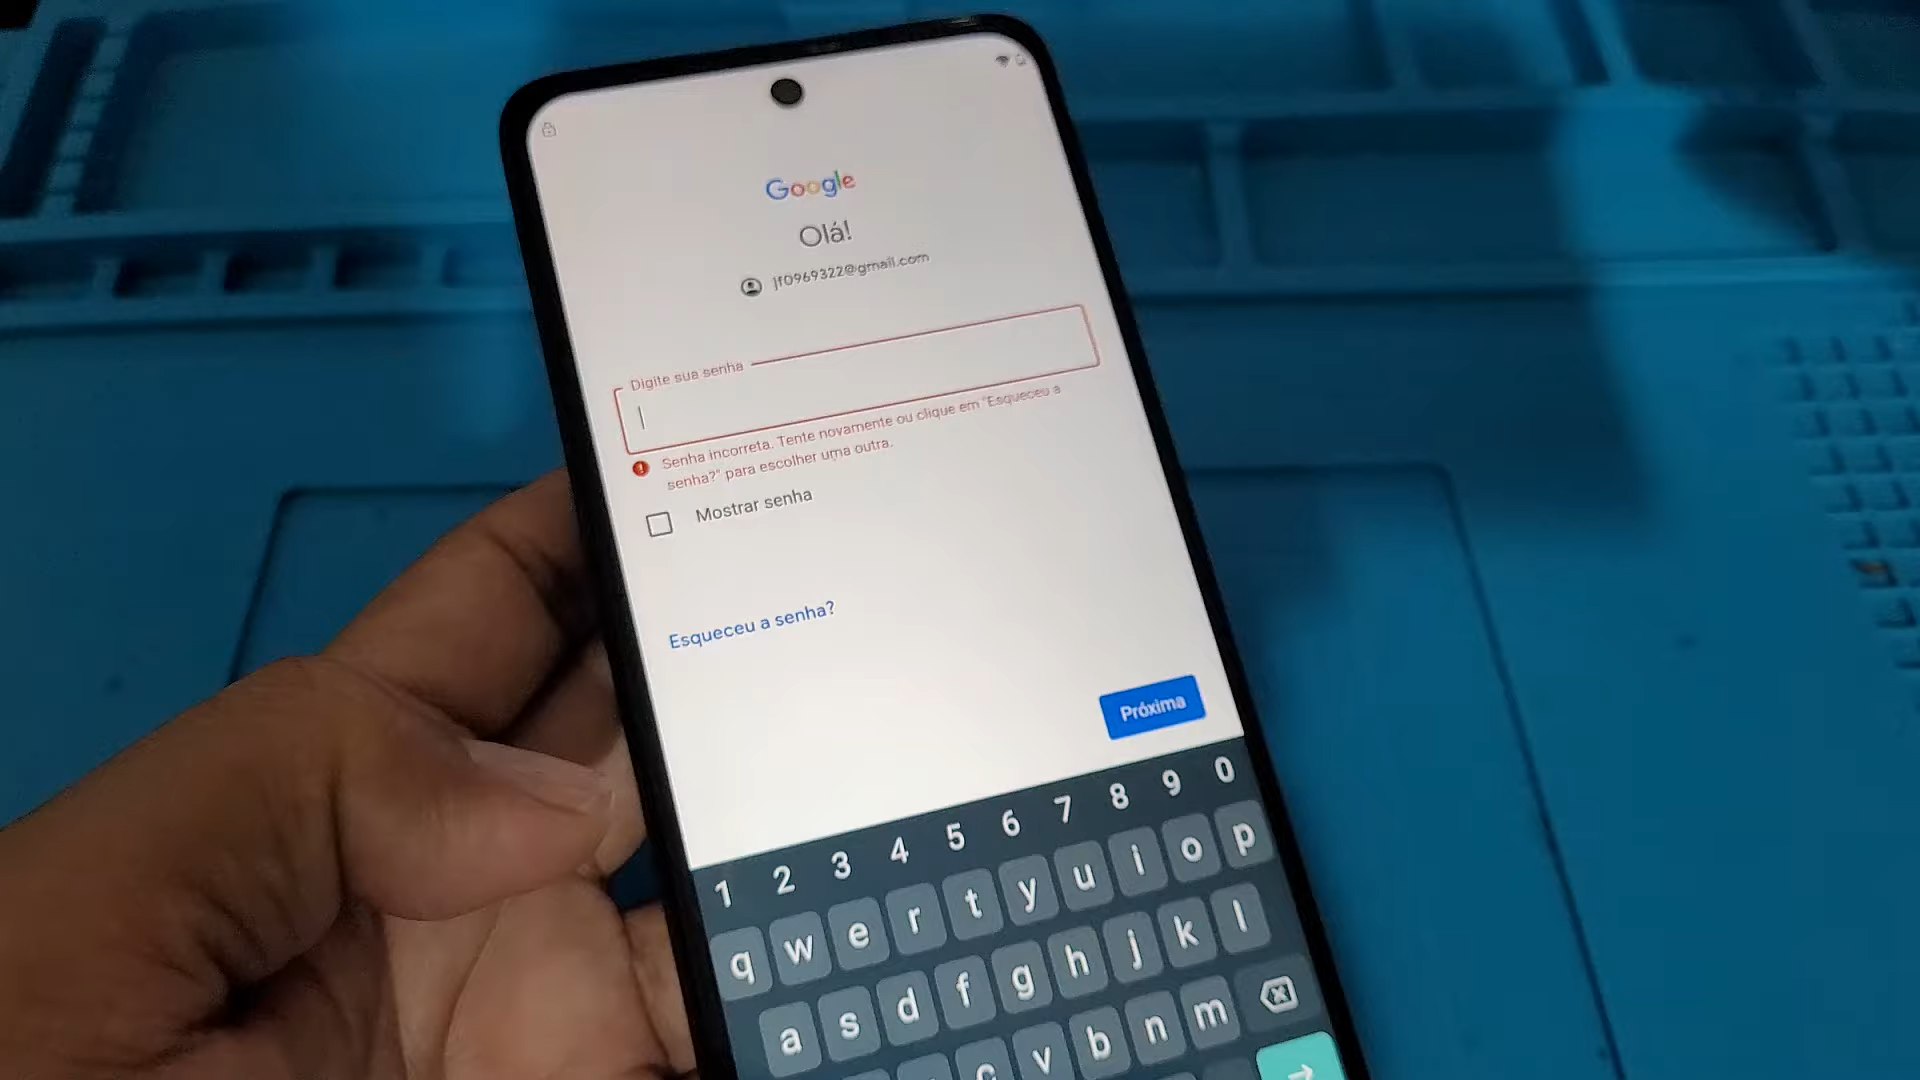 Google
Olá!
jf0969322@gmail.com
Digite sua senha
Senha incorreta. Tente novamente ou clique em "Esqueceu a
senha?" para escolher uma outra.
Mostrar senha
Esqueceu a senha?
Próxima
1 2 3 4 5 6 7 8 9 0
q w e r t y u i o p
a s d f g h j k l
c v b n m